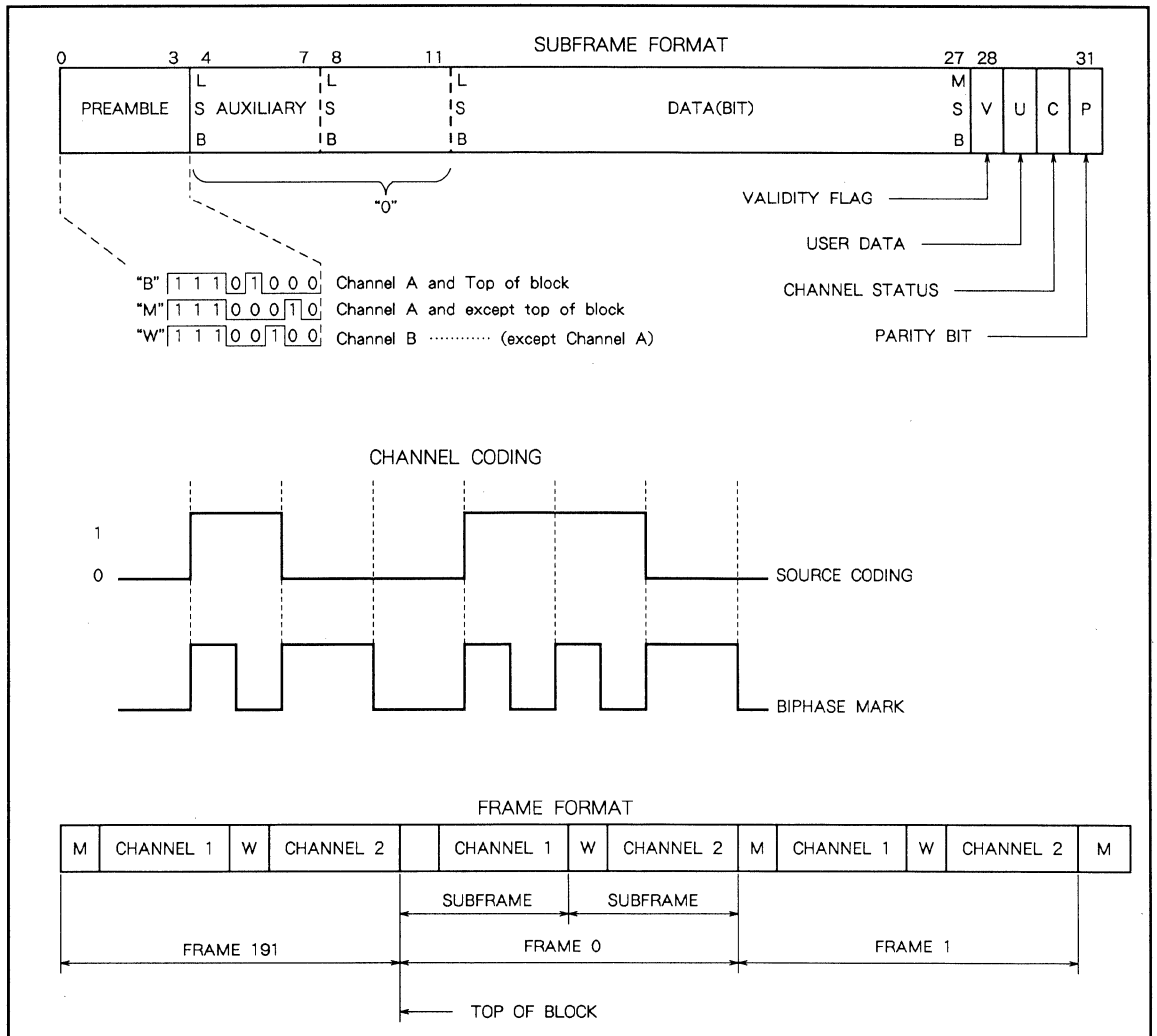 SUBFRAME FORMAT
0 3 4 7 8 11 27 28 31
PREAMBLE LSB AUXILIARY LSB LSB DATA(BIT) MSB V U C P
"0"
VALIDITY FLAG
USER DATA
CHANNEL STATUS
PARITY BIT
"B" 1 1 1 0 1 0 0 0 Channel A and Top of block
"M" 1 1 1 0 0 0 1 0 Channel A and except top of block
"W" 1 1 1 0 0 1 0 0 Channel B ············ (except Channel A)
CHANNEL CODING
1
0
SOURCE CODING
BIPHASE MARK
FRAME FORMAT
M CHANNEL 1 W CHANNEL 2 CHANNEL 1 W CHANNEL 2 M CHANNEL 1 W CHANNEL 2 M
SUBFRAME SUBFRAME
FRAME 191 FRAME 0 FRAME 1
TOP OF BLOCK